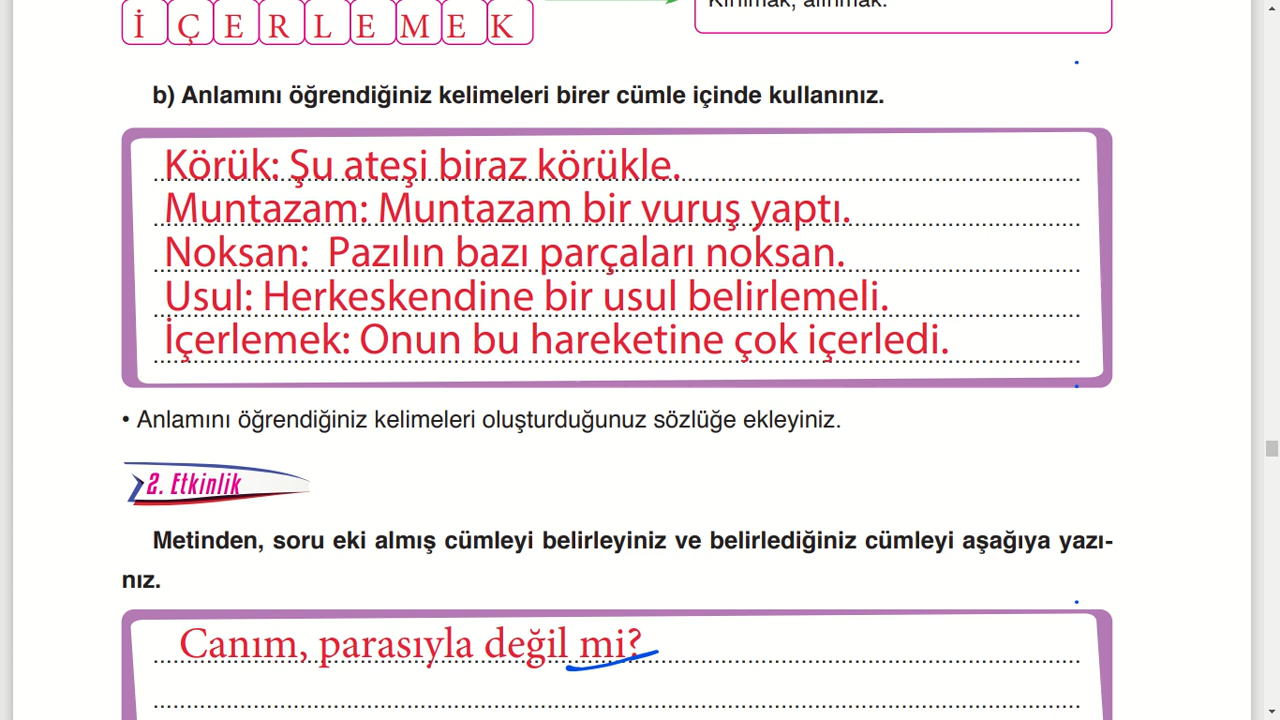 İÇERLEMEK
Kırılmak, alınmak.
b) Anlamını öğrendiğiniz kelimeleri birer cümle içinde kullanınız.
Körük: Şu ateşi biraz körükle.
Muntazam: Muntazam bir vuruş yaptı.
Noksan: Pazılın bazı parçaları noksan.
Usul: Herkeskendine bir usul belirlemeli.
İçerlemek: Onun bu hareketine çok içerledi.
• Anlamını öğrendiğiniz kelimeleri oluşturduğunuz sözlüğe ekleyiniz.
2. Etkinlik
Metinden, soru eki almış cümleyi belirleyiniz ve belirlediğiniz cümleyi aşağıya yazı-
nız.
Canım, parasıyla değil mi?